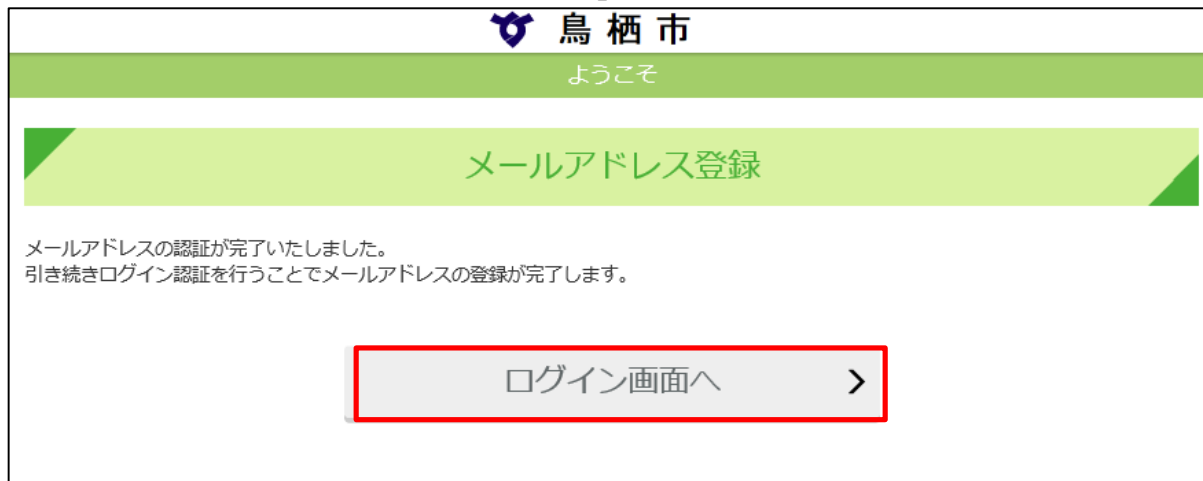 鳥栖市
ようこそ
メールアドレス登録
メールアドレスの認証が完了いたしました。
引き続きログイン認証を行うことでメールアドレスの登録が完了します。
ログイン画面へ